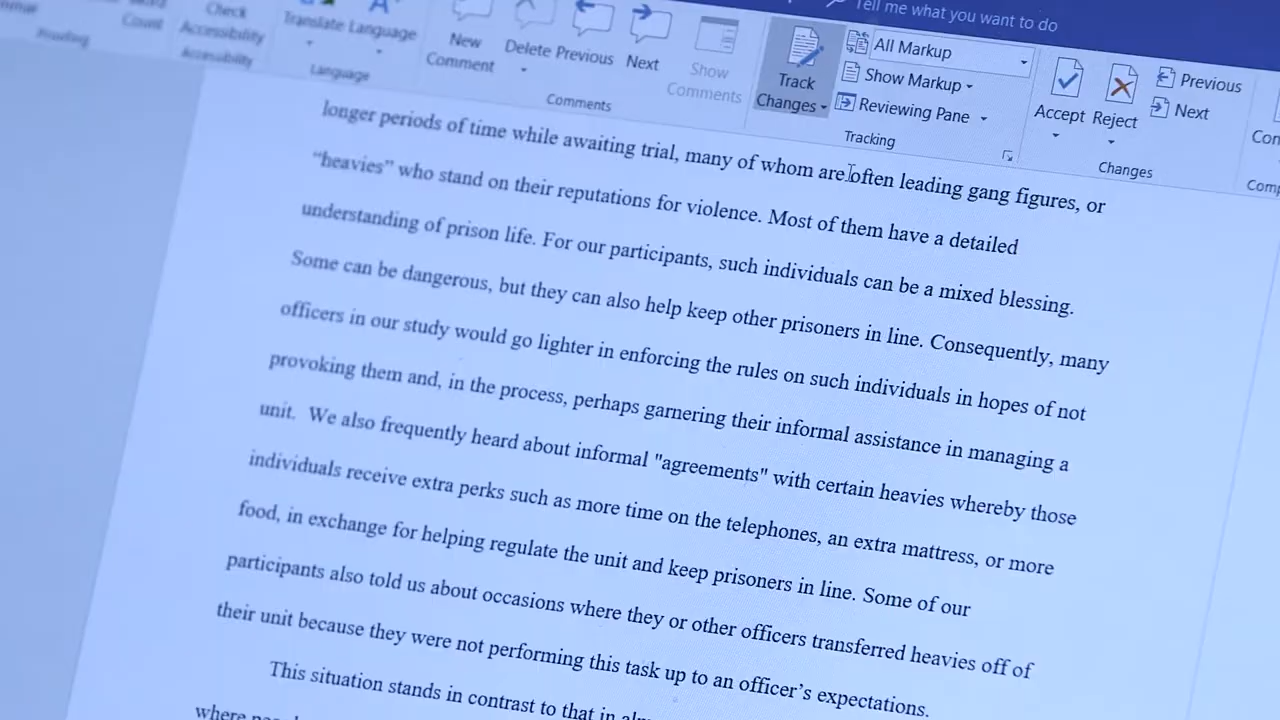 Tell me what you want to do
Count
Check
Accessibility
Accessibility
Translate Language
Language
New
Comment
Delete Previous Next
Show
Comments
Comments
Track
Changes
All Markup
Show Markup
Reviewing Pane
Tracking
Accept Reject
Previous
Next
Changes
longer periods of time while awaiting trial, many of whom are often leading gang figures, or
“heavies” who stand on their reputations for violence. Most of them have a detailed
understanding of prison life. For our participants, such individuals can be a mixed blessing.
Some can be dangerous, but they can also help keep other prisoners in line. Consequently, many
officers in our study would go lighter in enforcing the rules on such individuals in hopes of not
provoking them and, in the process, perhaps garnering their informal assistance in managing a
unit.  We also frequently heard about informal "agreements" with certain heavies whereby those
individuals receive extra perks such as more time on the telephones, an extra mattress, or more
food, in exchange for helping regulate the unit and keep prisoners in line. Some of our
participants also told us about occasions where they or other officers transferred heavies off of
their unit because they were not performing this task up to an officer’s expectations.
This situation stands in contrast to that in
where